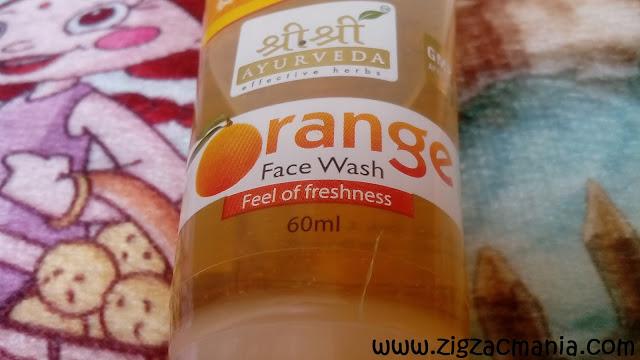 श्री श्री
AYURVEDA
effective herbs
Orange
Face Wash
Feel of freshness
60ml
www.zigzacmania.com